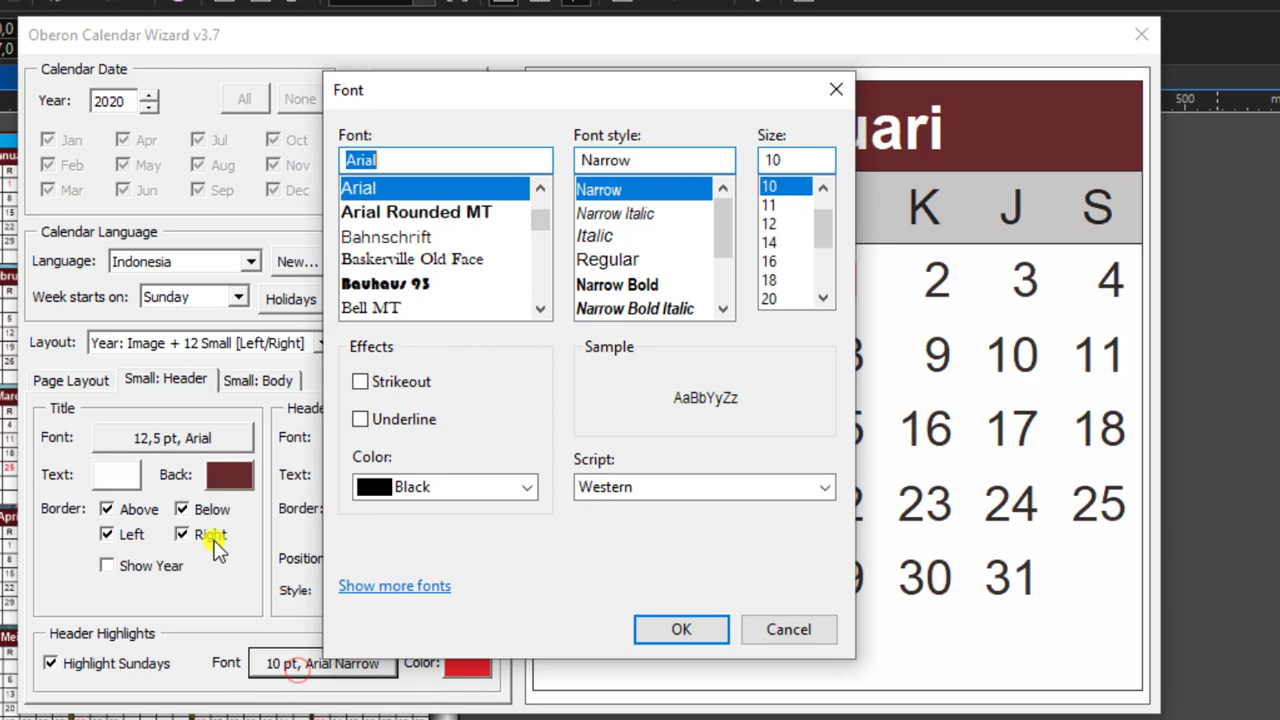 Oberon Calendar Wizard v3.7
Calendar Date
Year: 2020 All None
Jan Apr Jul Oct
Feb May Aug Nov
Mar Jun Sep Dec
Calendar Language
Language: Indonesia New...
Week starts on: Sunday Holidays
Layout: Year: Image + 12 Small [Left/Right]
Page Layout Small: Header Small: Body
Title
Font: 12,5 pt, Arial
Text: Back:
Border: Above Below
Left Right
Show Year
Heade
Font:
Text:
Border:
Position
Style:
Header Highlights
Highlight Sundays Font 10 pt, Arial Narrow Color:
Font
Font: Font style: Size:
Arial Narrow 10
Arial
Arial Rounded MT
Bahnschrift
Baskerville Old Face
Bauhaus 93
Bell MT
Narrow
Narrow Italic
Italic
Regular
Narrow Bold
Narrow Bold Italic
10
11
12
14
16
18
20
Effects
Strikeout
Underline
Color:
Black
Sample
AaBbYyZz
Script:
Western
Show more fonts
OK Cancel
uari
K J S
2 3 4
9 10 11
16 17 18
23 24 25
30 31
500